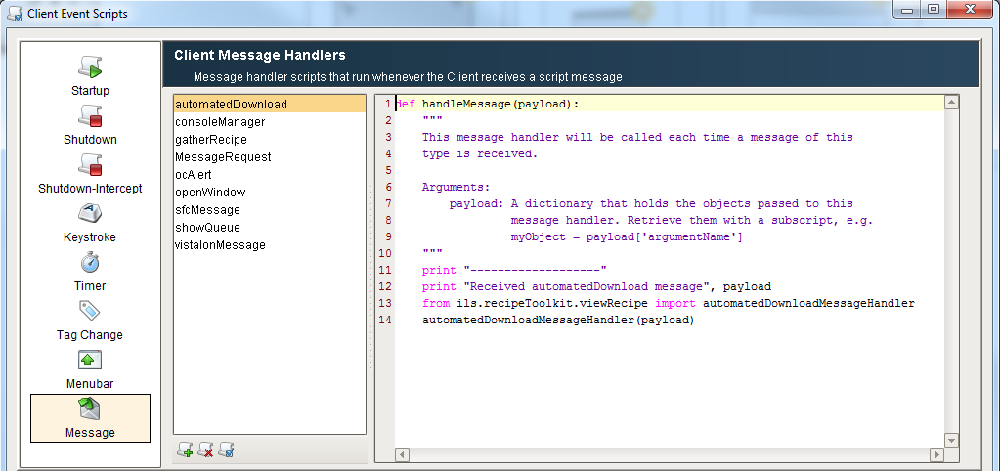 Client Event Scripts
Startup
Shutdown
Shutdown-Intercept
Keystroke
Timer
Tag Change
Menubar
Message
Client Message Handlers
Message handler scripts that run whenever the Client receives a script message
automatedDownload
consoleManager
gatherRecipe
MessageRequest
ocAlert
openWindow
sfcMessage
showQueue
vistalonMessage
1 def handleMessage(payload):
2 """
3 This message handler will be called each time a message of this
4 type is received.
5
6 Arguments:
7 payload: A dictionary that holds the objects passed to this
8 message handler. Retrieve them with a subscript, e.g.
9 myObject = payload['argumentName']
10 """
11 print "-------------------"
12 print "Received automatedDownload message", payload
13 from ils.recipeToolkit.viewRecipe import automatedDownloadMessageHandler
14 automatedDownloadMessageHandler(payload)